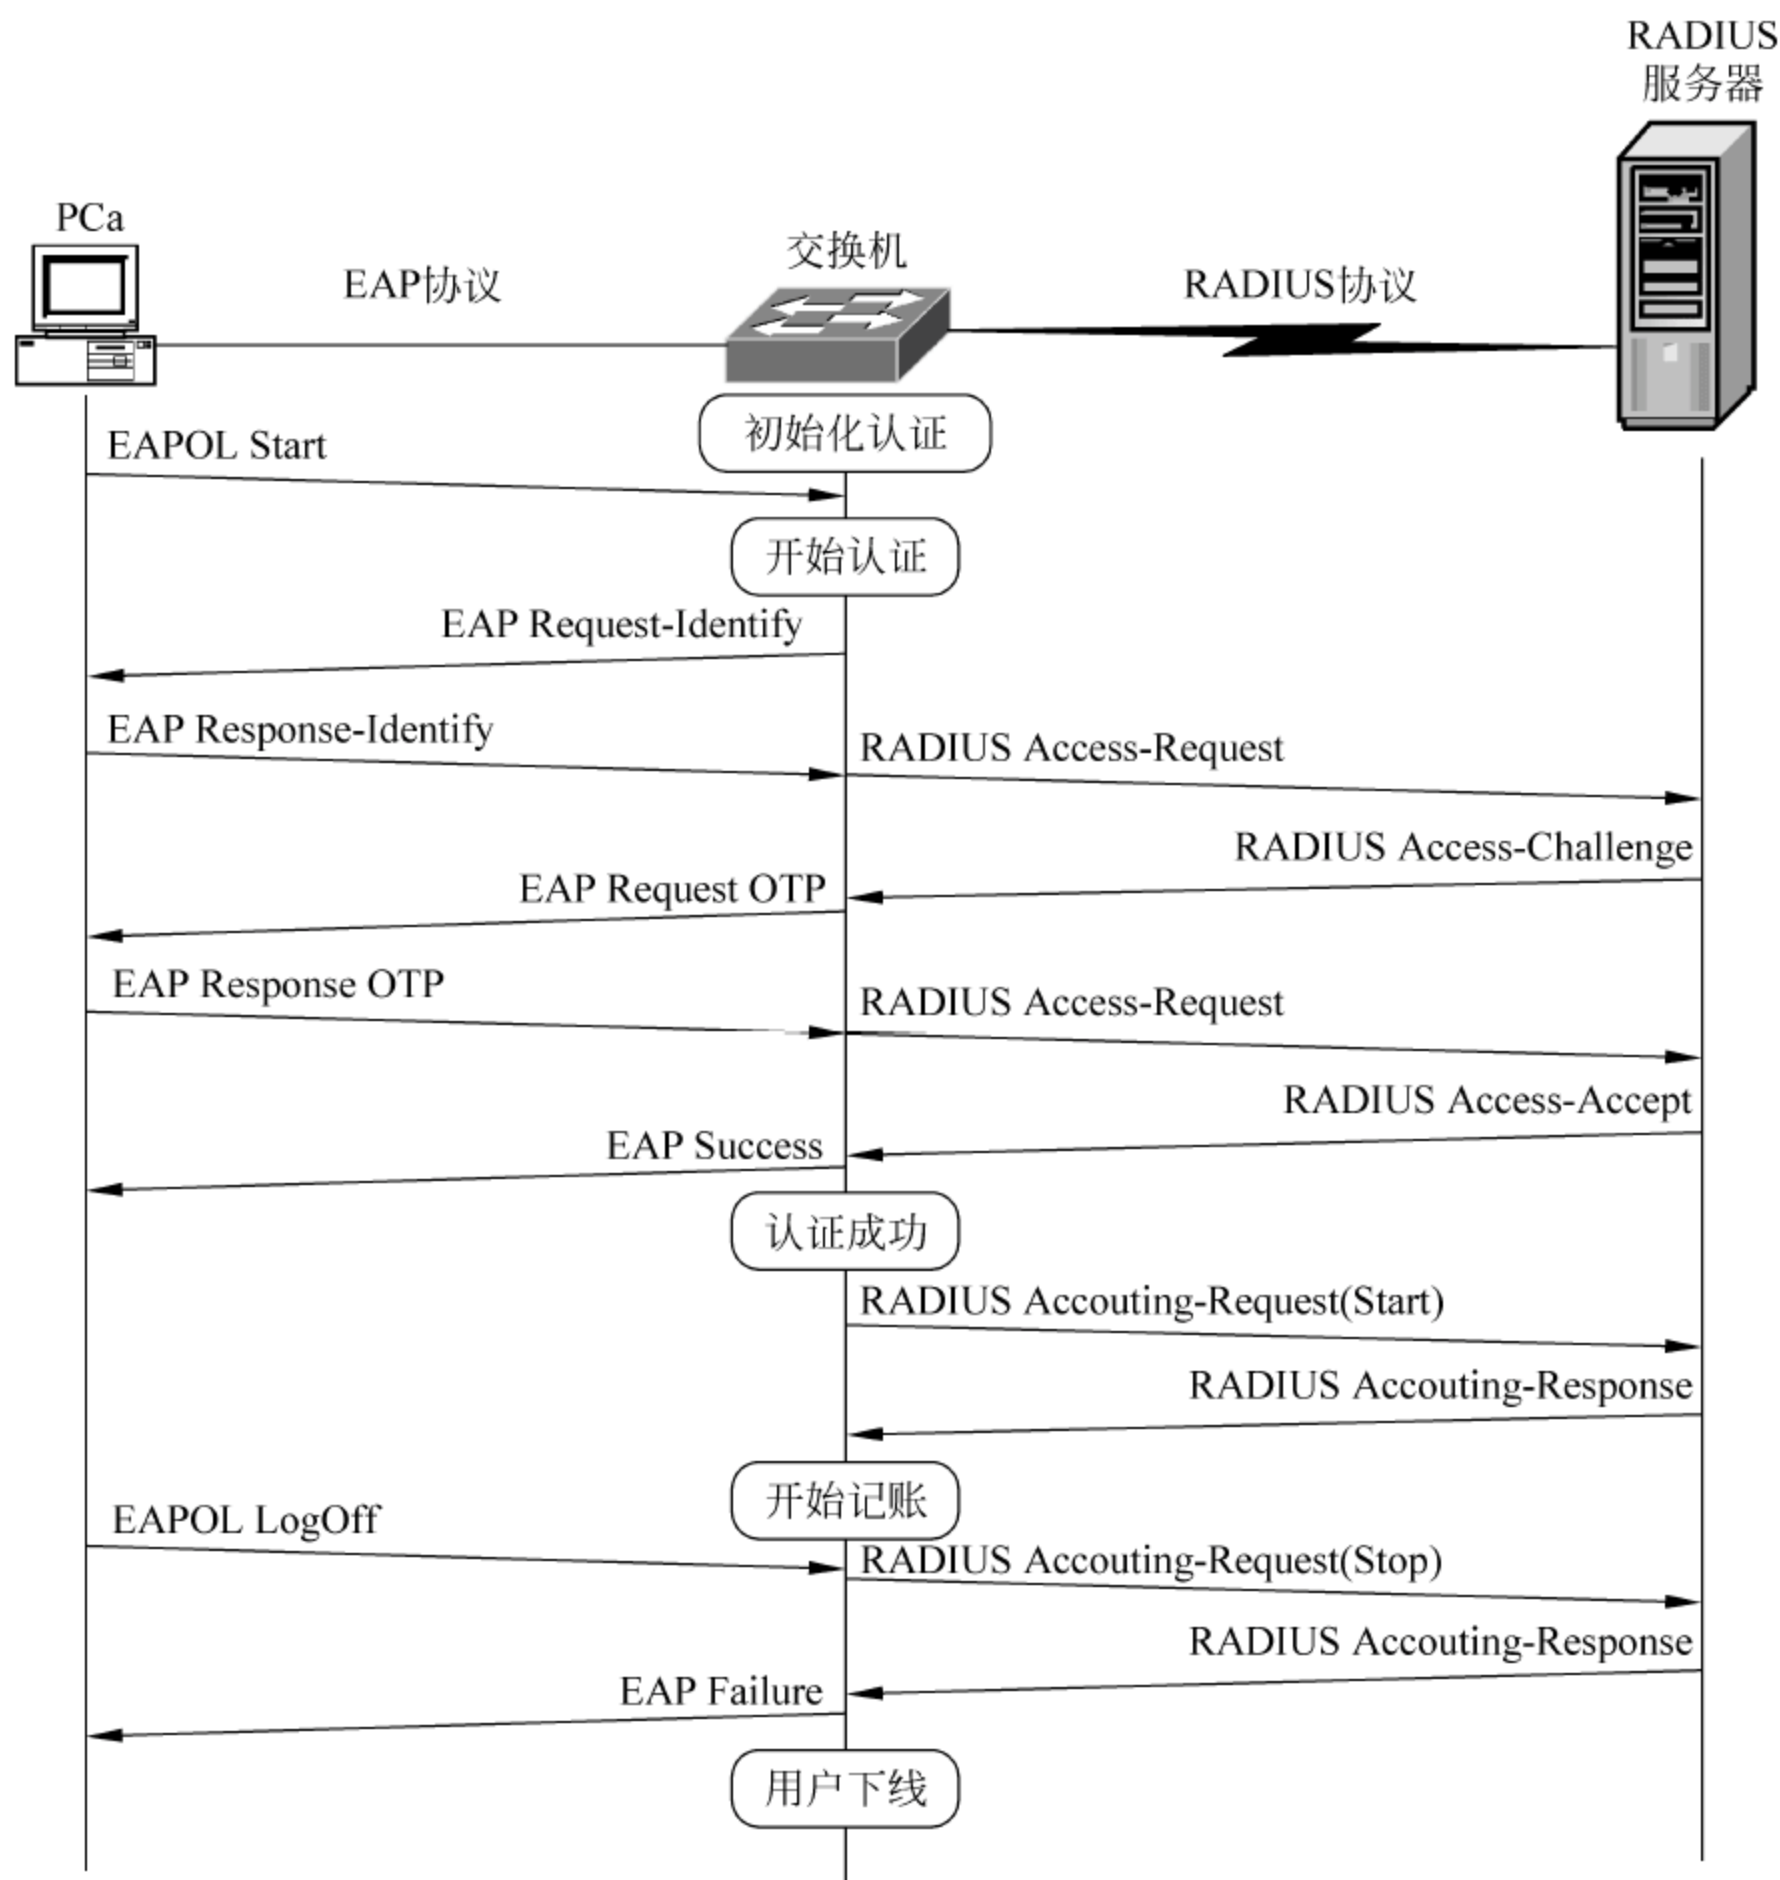 RADIUS
服务器
PCa
交换机
EAP协议
RADIUS协议
初始化认证
EAPOL Start
开始认证
EAP Request-Identify
EAP Response-Identify
RADIUS Access-Request
RADIUS Access-Challenge
EAP Request OTP
EAP Response OTP
RADIUS Access-Request
RADIUS Access-Accept
EAP Success
认证成功
RADIUS Accouting-Request(Start)
RADIUS Accouting-Response
开始记账
EAPOL LogOff
RADIUS Accouting-Request(Stop)
RADIUS Accouting-Response
EAP Failure
用户下线